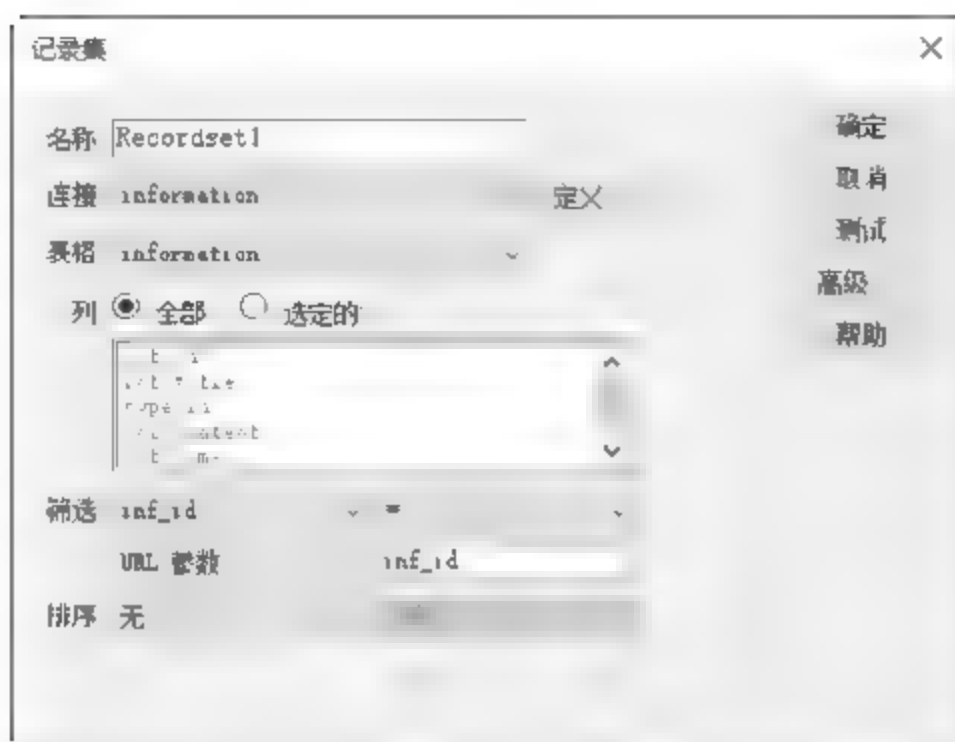 记录集
名称 Recordset1
确定
连接 information 定义
取消
表格 information
测试
列 全部 选定的
高级
帮助
筛选 inf_id =
URL 参数 inf_id
排序 无